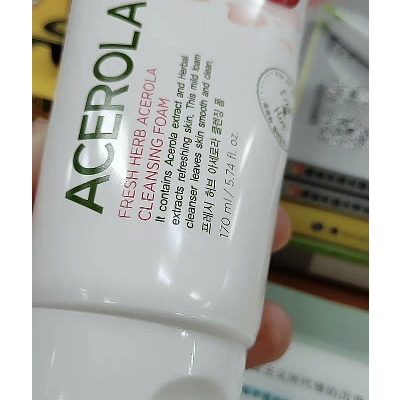 ACEROLA
FRESH HERB ACEROLA
CLEANSING FOAM
It contains Acerola extract and Herbal
extracts refreshing skin. This mild foam
cleanser leaves skin smooth and clean.
프레시 허브 아세로라 클렌징 폼
170 ml / 5.74 fl. oz.